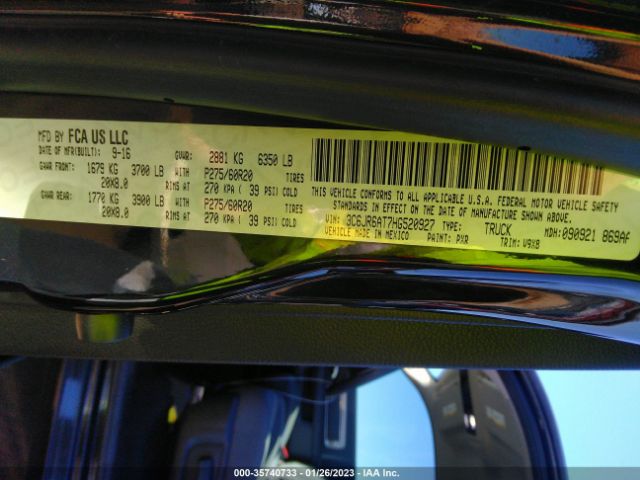 MFD BY FCA US LLC
DATE OF MFR(BUILT): 9-16 GVWR: 2881 KG 6350 LB
GAWR FRONT: 1679 KG 3700 LB WITH P275/60R20 TIRES
20X8.0 RIMS AT 270 KPA ( 39 PSI) COLD
GAWR REAR: 1770 KG 3900 LB WITH P275/60R20 TIRES
20X8.0 RIMS AT 270 KPA ( 39 PSI) COLD
THIS VEHICLE CONFORMS TO ALL APPLICABLE U.S.A. FEDERAL MOTOR VEHICLE SAFETY
STANDARDS IN EFFECT ON THE DATE OF MANUFACTURE SHOWN ABOVE.
VIN: 3C6JR6AT7HG520927 TYPE: TRUCK MDH: 090921 869AF
VEHICLE MADE IN MEXICO PAINT: PXR TRIM: V9X8
000-35740733 - 01/26/2023 - IAA Inc.